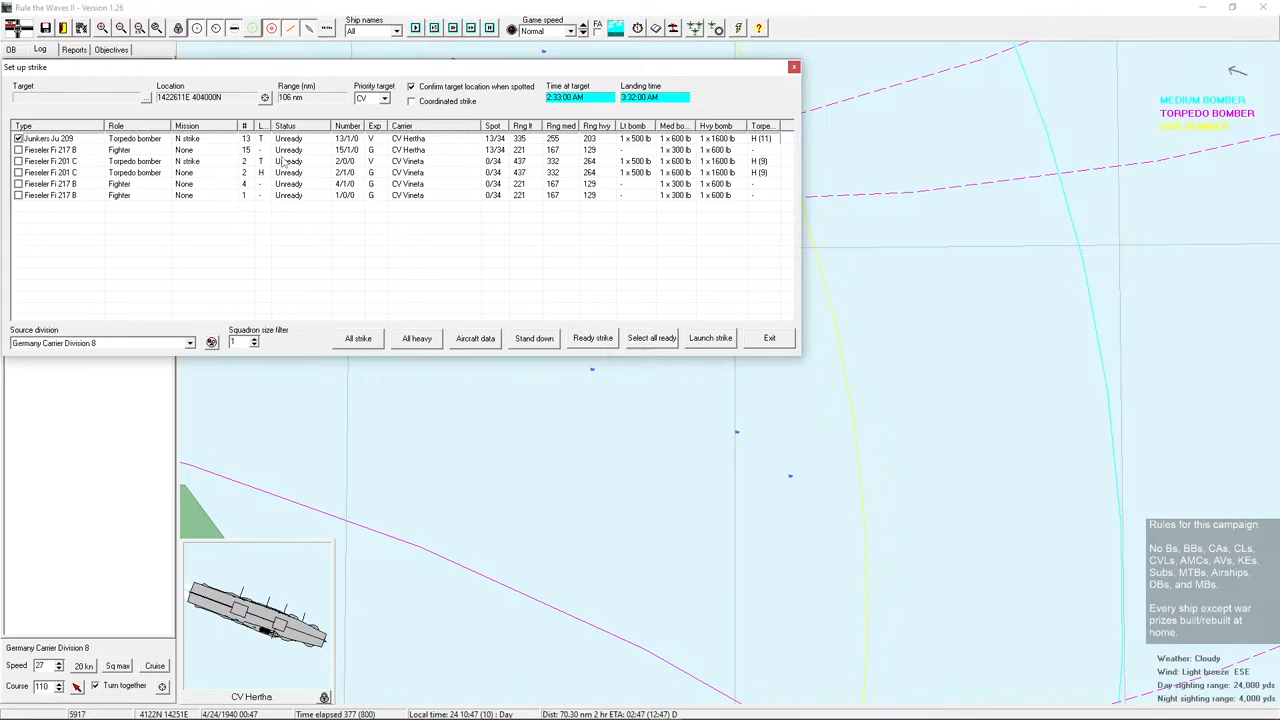 Rule the Waves II - Version 1.26
Ship names
All
Game speed
Normal
FA
OB Log Reports Objectives
Set up strike
Target Location Range (nm) Priority target Confirm target location when spotted Time at target Landing time
... 1422611E 404000N 106 nm CV Coordinated strike 2:33:00 AM 3:32:00 AM
Type Role Mission # L... Status Number Exp Carrier Spot Rng lt Rng med Rng hvy Lt bomb Med bo... Hvy bomb Torpe...
Junkers Ju 209 Torpedo bomber N strike 13 T Unready 13/1/0 V CV Hertha 13/34 335 255 203 1 x 500 lb 1 x 600 lb 1 x 1600 lb H (11)
Fieseler Fi 217 B Fighter None 15 - Unready 15/1/0 G CV Hertha 13/34 221 167 129 - 1 x 300 lb 1 x 600 lb -
Fieseler Fi 201 C Torpedo bomber N strike 2 T Unready 2/0/0 V CV Vineta 0/34 437 332 264 1 x 500 lb 1 x 600 lb 1 x 1600 lb H (9)
Fieseler Fi 201 C Torpedo bomber None 2 H Unready 2/1/0 G CV Vineta 0/34 437 332 264 1 x 500 lb 1 x 600 lb 1 x 1600 lb H (9)
Fieseler Fi 217 B Fighter None 4 - Unready 4/1/0 G CV Vineta 0/34 221 167 129 - 1 x 300 lb 1 x 600 lb -
Fieseler Fi 217 B Fighter None 1 - Unready 1/0/0 G CV Vineta 0/34 221 167 129 - 1 x 300 lb 1 x 600 lb -
Source division Squadron size filter
Germany Carrier Division 8 1 All strike All heavy Aircraft data Stand down Ready strike Select all ready Launch strike Exit
MEDIUM BOMBER
TORPEDO BOMBER
DIVE BOMBER
Rules for this campaign:
No Bs, BBs, CAs, CLs,
CVLs, AMCs, AVs, KEs,
Subs, MTBs, Airships,
DBs, and MBs.
Every ship except war
prizes built/rebuilt at
home.
Weather: Cloudy
Wind: Light breeze ESE
Day sighting range: 24,000 yds
Night sighting range: 4,000 yds
Germany Carrier Division 8
Speed 27 20 kn Sq max Cruise
Course 110 Turn together
CV Hertha
5917 4122N 14251E 4/24/1940 00:47 Time elapsed 377 (800) Local time: 24 10:47 (10) : Day Dist: 70.30 nm 2 hr ETA: 02:47 (12:47) D